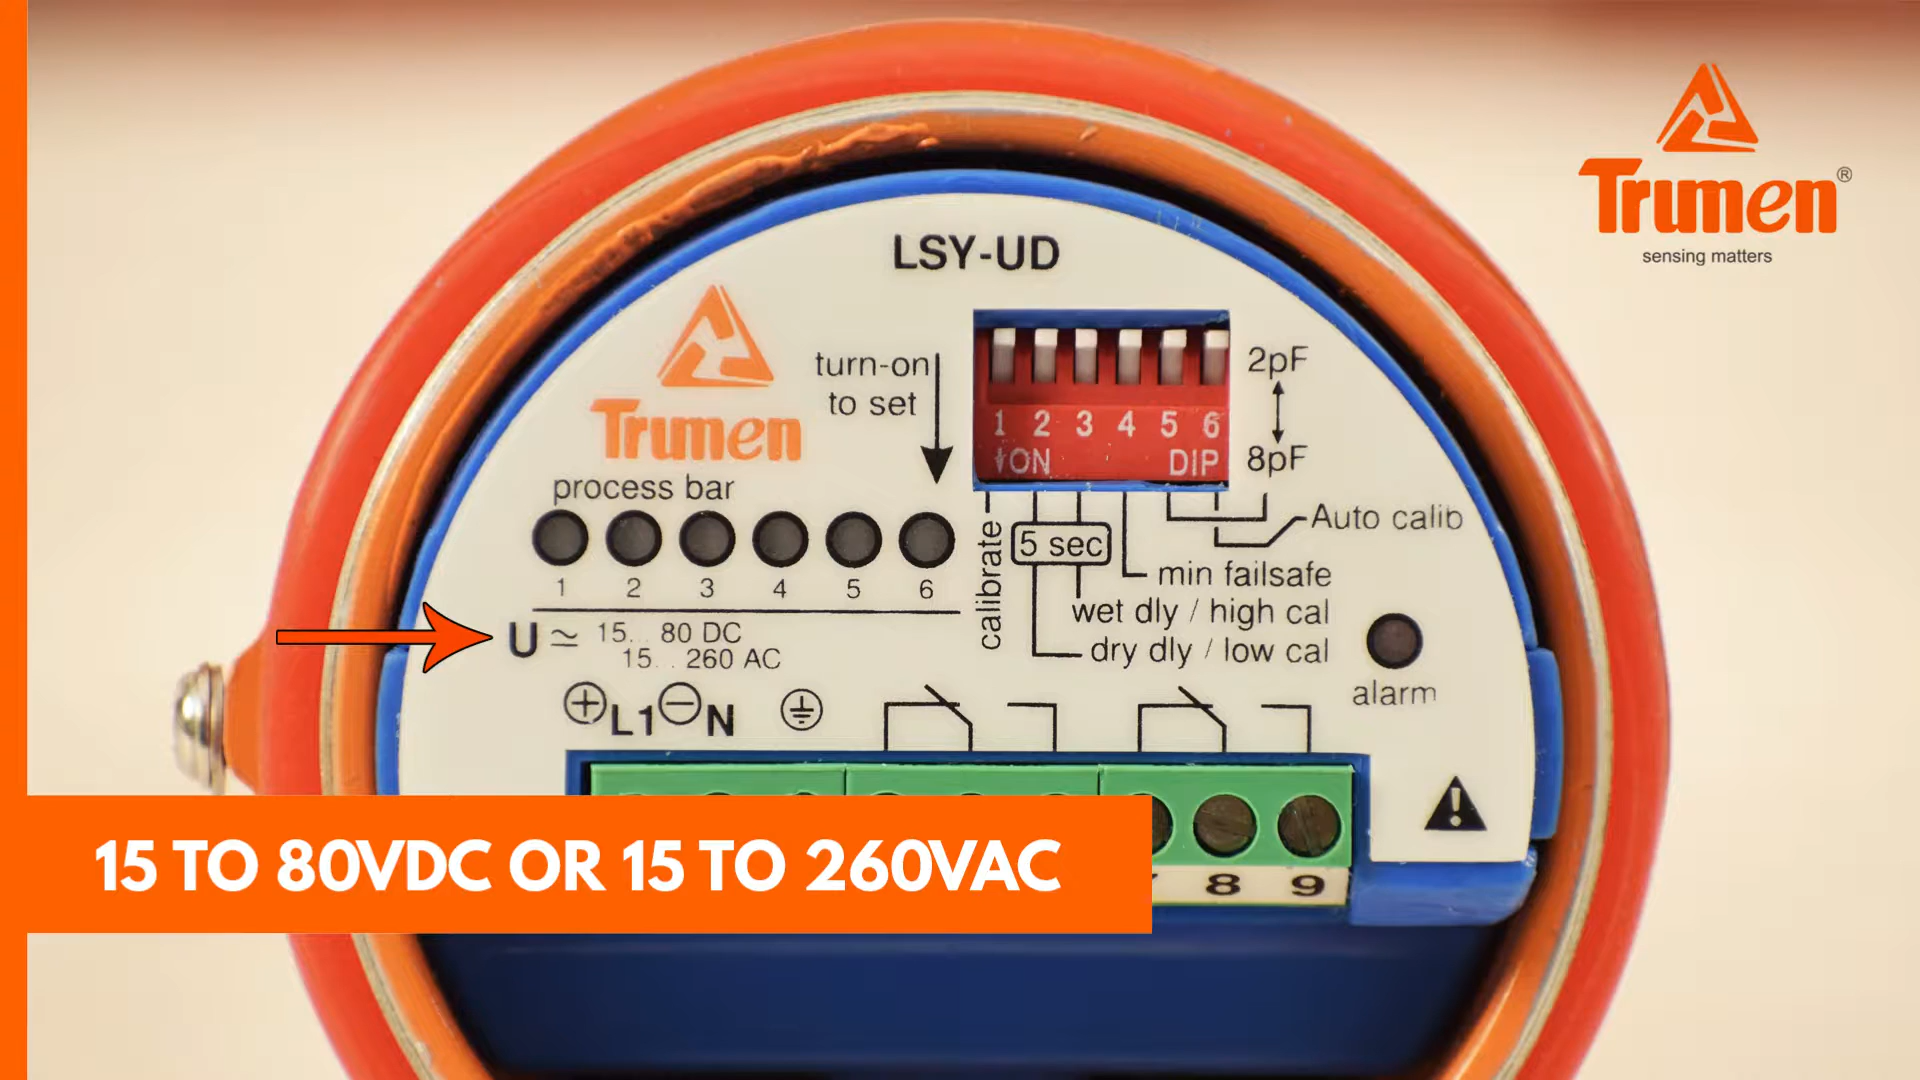 Trumen®
sensing matters
LSY-UD
Trumen
turn-on
to set
2pF
8pF
1 2 3 4 5 6
ON DIP
process bar
1 2 3 4 5 6
calibrate
5 sec
Auto calib
min failsafe
wet dly / high cal
dry dly / low cal
alarm
U ≃ 15... 80 DC
15... 260 AC
+ L1 − N
8 9
15 TO 80VDC OR 15 TO 260VAC